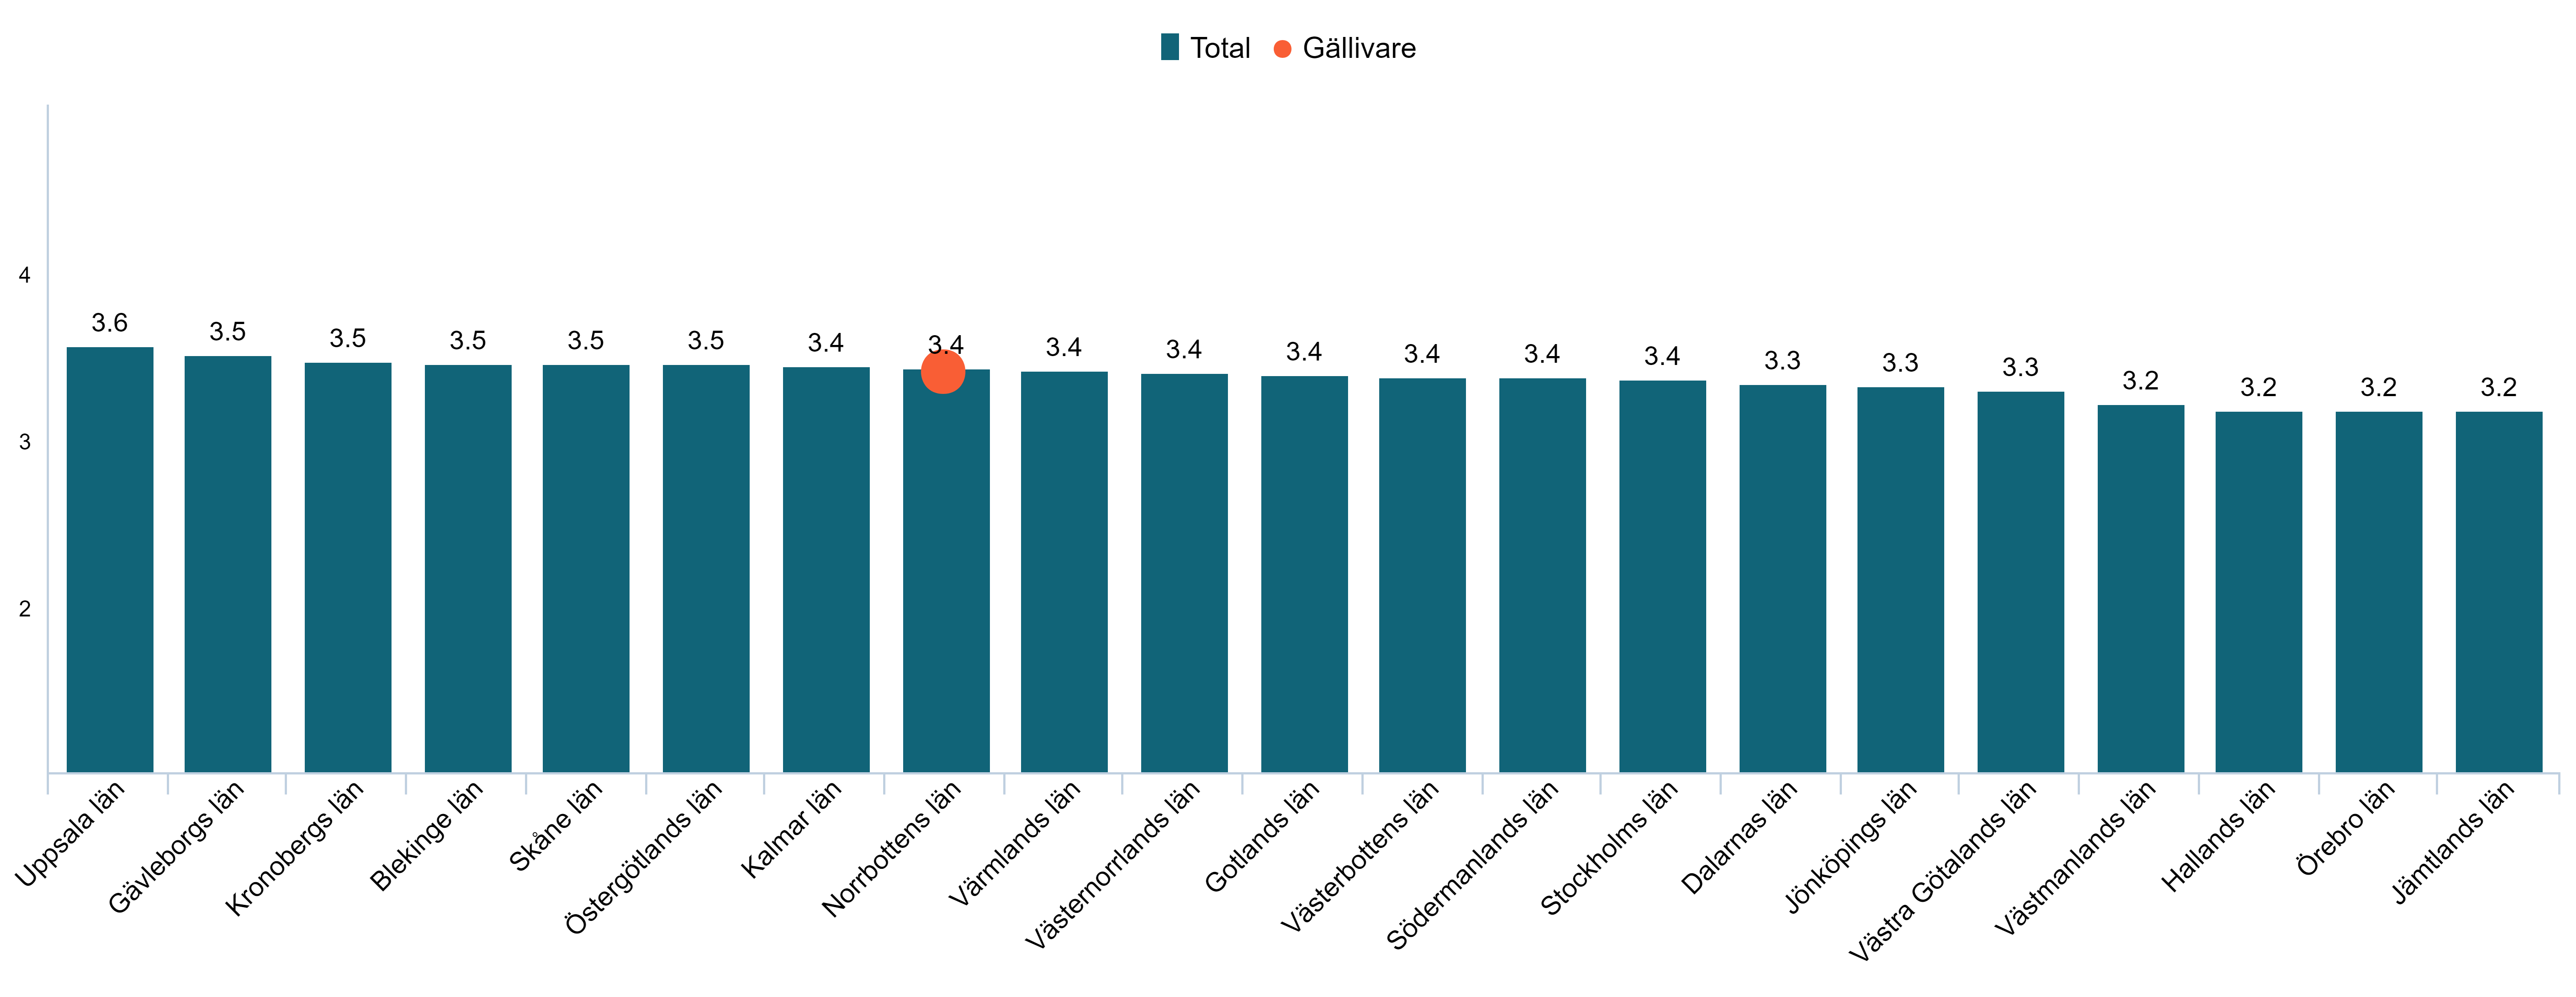 Total Gällivare
4
3
2
3.6 3.5 3.5 3.5 3.5 3.5 3.4 3.4 3.4 3.4 3.4 3.4 3.4 3.4 3.3 3.3 3.3 3.2 3.2 3.2 3.2
Uppsala län
Gävleborgs län
Kronobergs län
Blekinge län
Skåne län
Östergötlands län
Kalmar län
Norrbottens län
Värmlands län
Västernorrlands län
Gotlands län
Västerbottens län
Södermanlands län
Stockholms län
Dalarnas län
Jönköpings län
Västra Götalands län
Västmanlands län
Hallands län
Örebro län
Jämtlands län